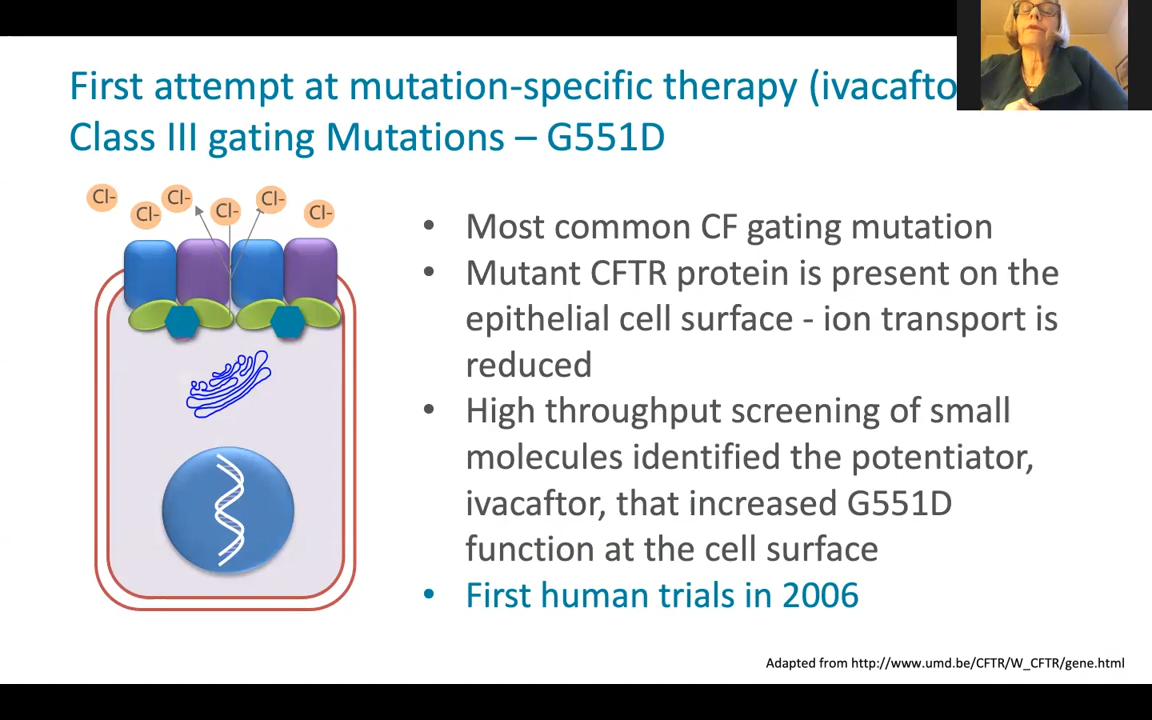 First attempt at mutation-specific therapy (ivacafto
Class III gating Mutations – G551D
Cl- Cl- Cl- Cl- Cl- Cl-
• Most common CF gating mutation
• Mutant CFTR protein is present on the
epithelial cell surface - ion transport is
reduced
• High throughput screening of small
molecules identified the potentiator,
ivacaftor, that increased G551D
function at the cell surface
• First human trials in 2006
Adapted from http://www.umd.be/CFTR/W_CFTR/gene.html